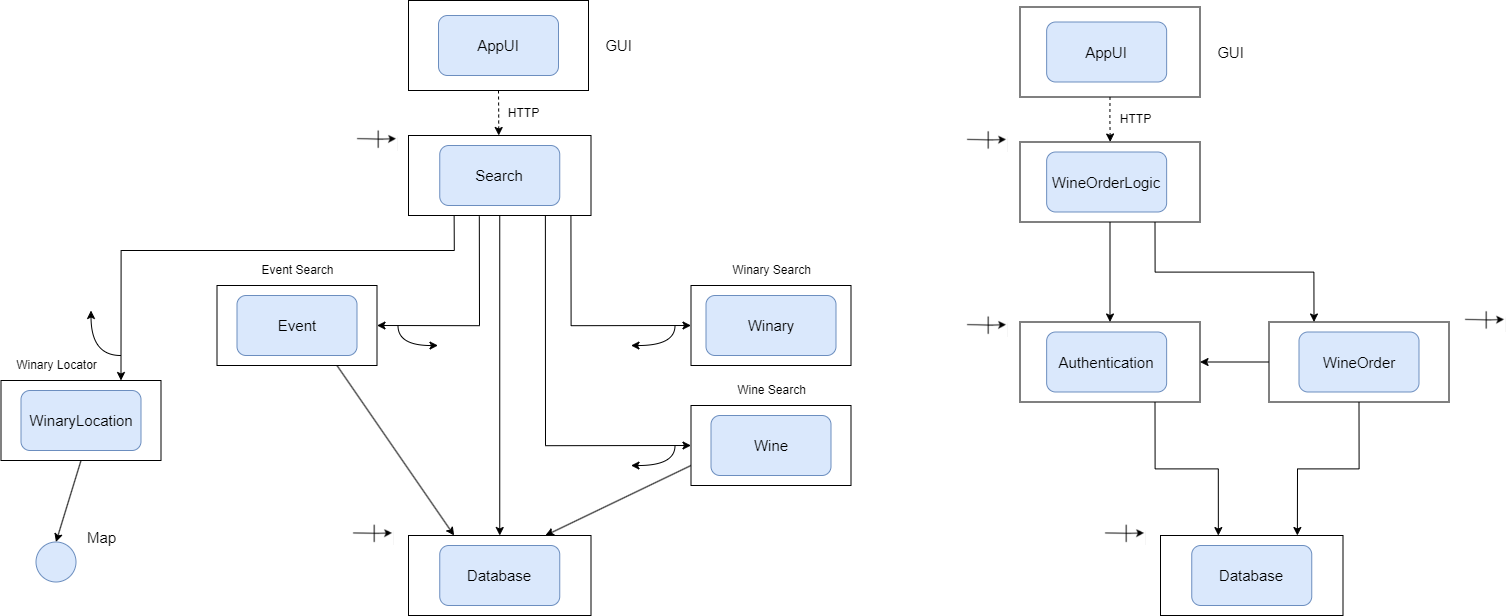 AppUI
GUI
HTTP
Search
Event Search
Event
Winary Search
Winary
Winary Locator
WinaryLocation
Wine Search
Wine
Map
Database
AppUI
GUI
HTTP
WineOrderLogic
Authentication
WineOrder
Database